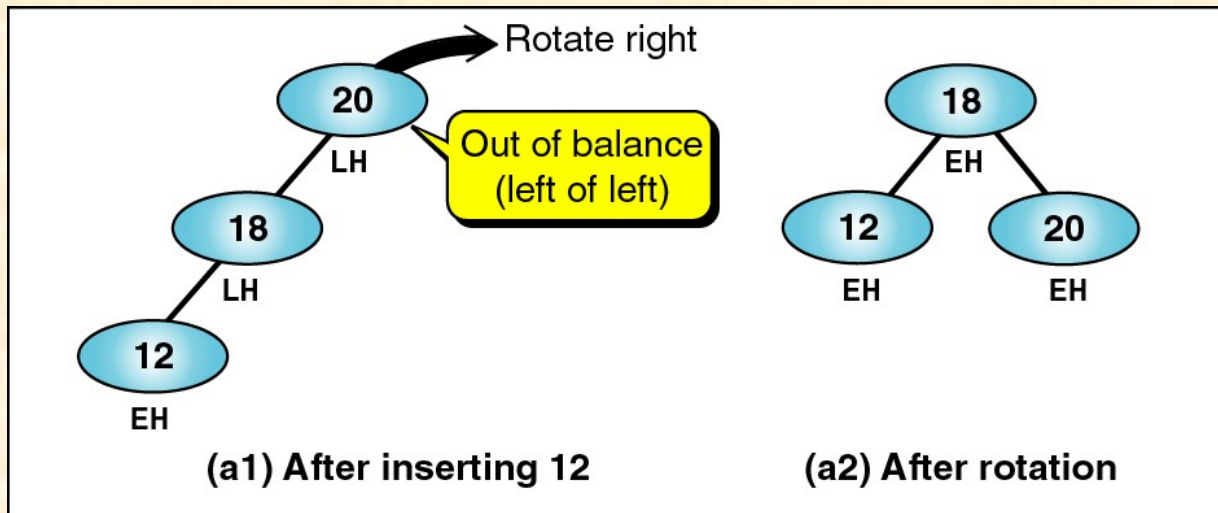 Rotate right
20
LH
Out of balance
(left of left)
18
LH
12
EH
(a1) After inserting 12
18
EH
12
EH
20
EH
(a2) After rotation